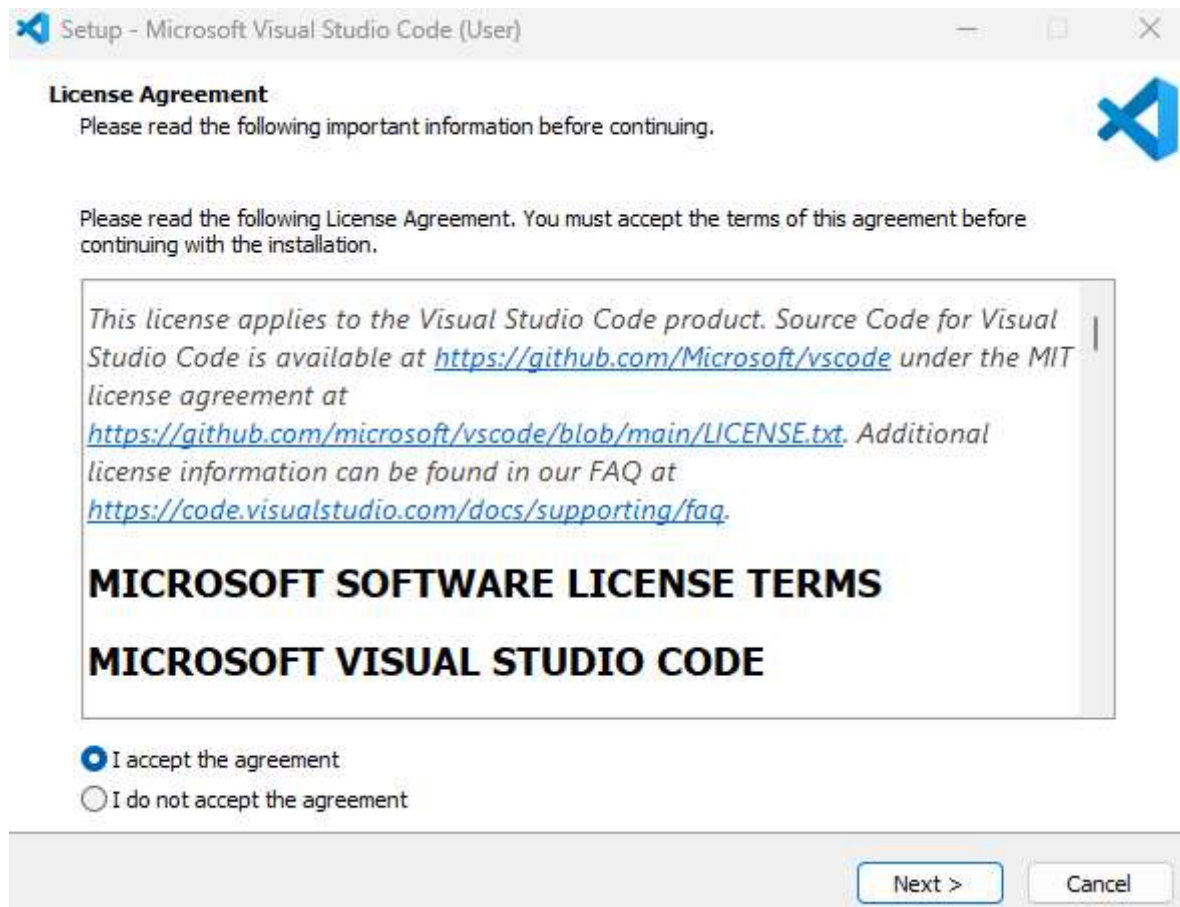 Setup - Microsoft Visual Studio Code (User)
License Agreement
Please read the following important information before continuing.
Please read the following License Agreement. You must accept the terms of this agreement before
continuing with the installation.
This license applies to the Visual Studio Code product. Source Code for Visual
Studio Code is available at https://github.com/Microsoft/vscode under the MIT
license agreement at
https://github.com/microsoft/vscode/blob/main/LICENSE.txt. Additional
license information can be found in our FAQ at
https://code.visualstudio.com/docs/supporting/faq.
MICROSOFT SOFTWARE LICENSE TERMS
MICROSOFT VISUAL STUDIO CODE
I accept the agreement
I do not accept the agreement
Next >
Cancel